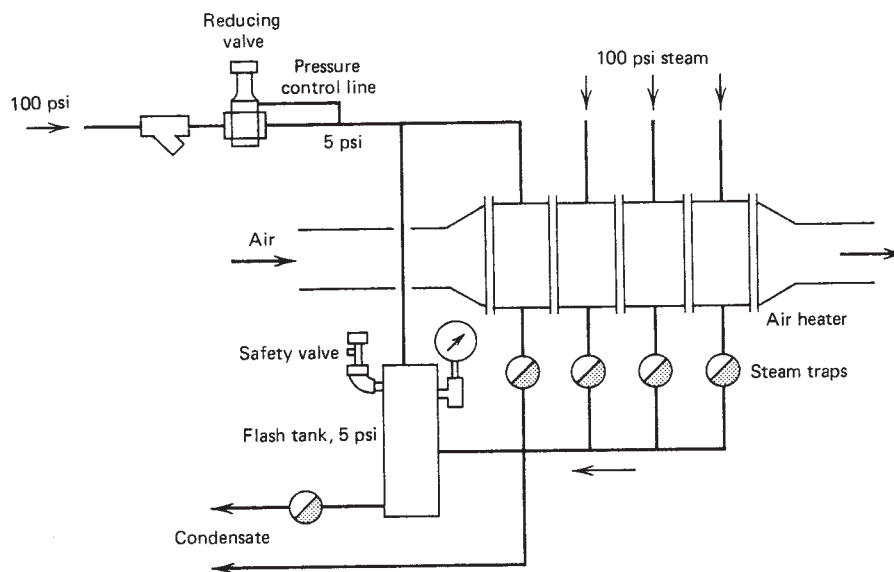 Reducing
valve
Pressure
control line
100 psi steam
100 psi
5 psi
Air
Air heater
Safety valve
Steam traps
Flash tank, 5 psi
Condensate